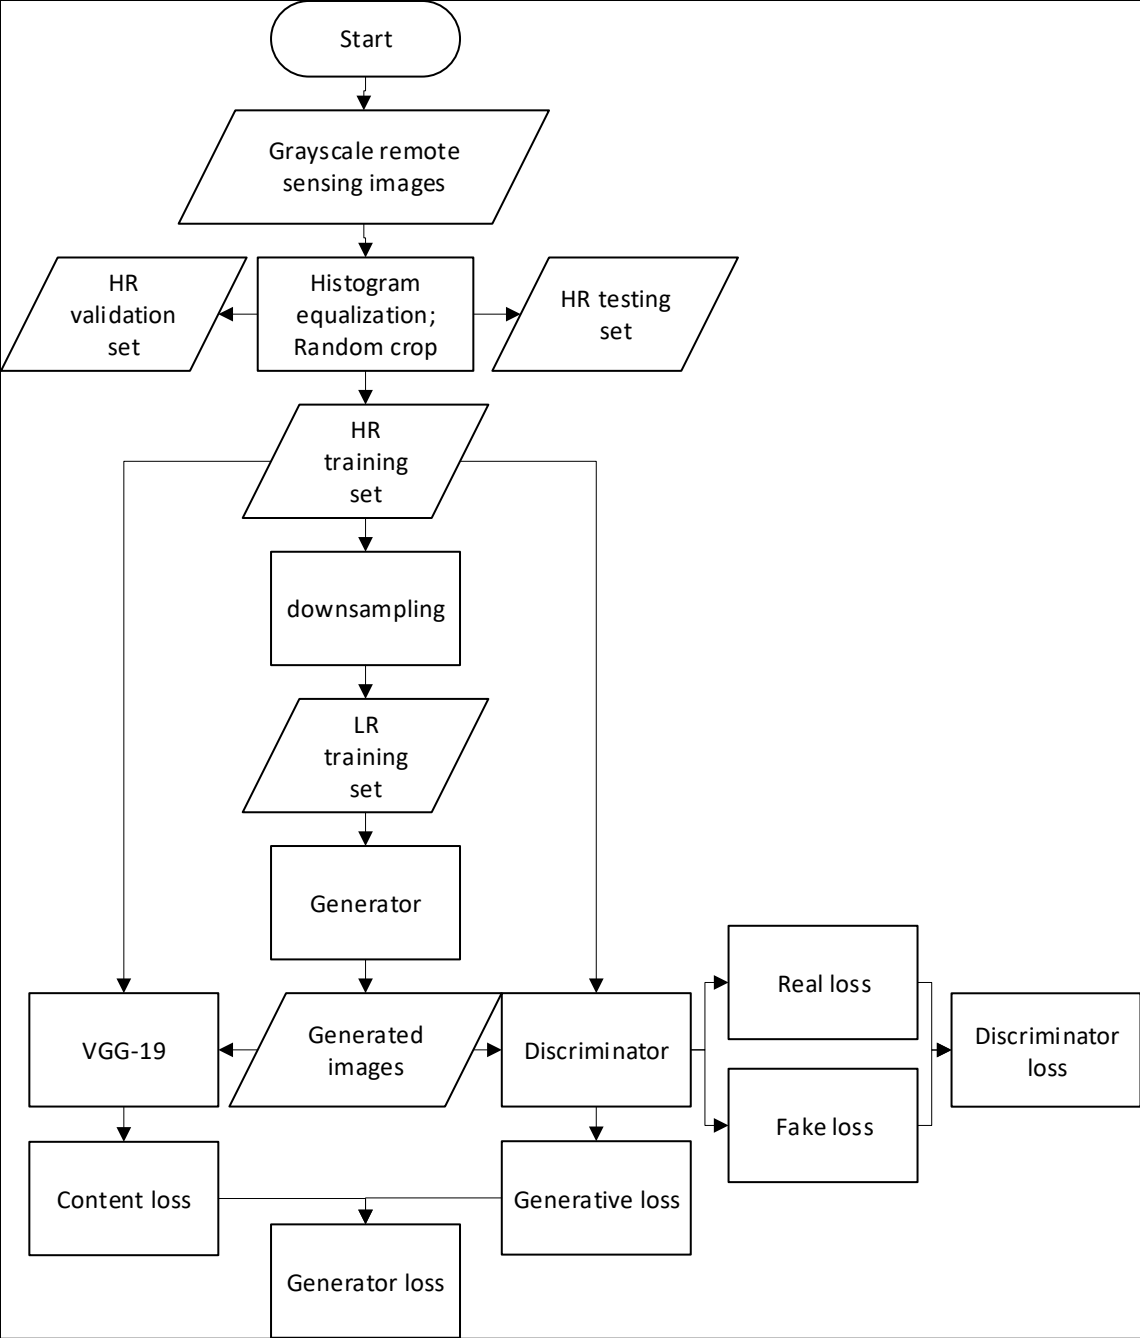 Start
Grayscale remote
sensing images
HR
validation
set
Histogram
equalization;
Random crop
HR testing
set
HR
training
set
downsampling
LR
training
set
Generator
VGG-19
Generated
images
Discriminator
Real loss
Fake loss
Discriminator
loss
Content loss
Generative loss
Generator loss